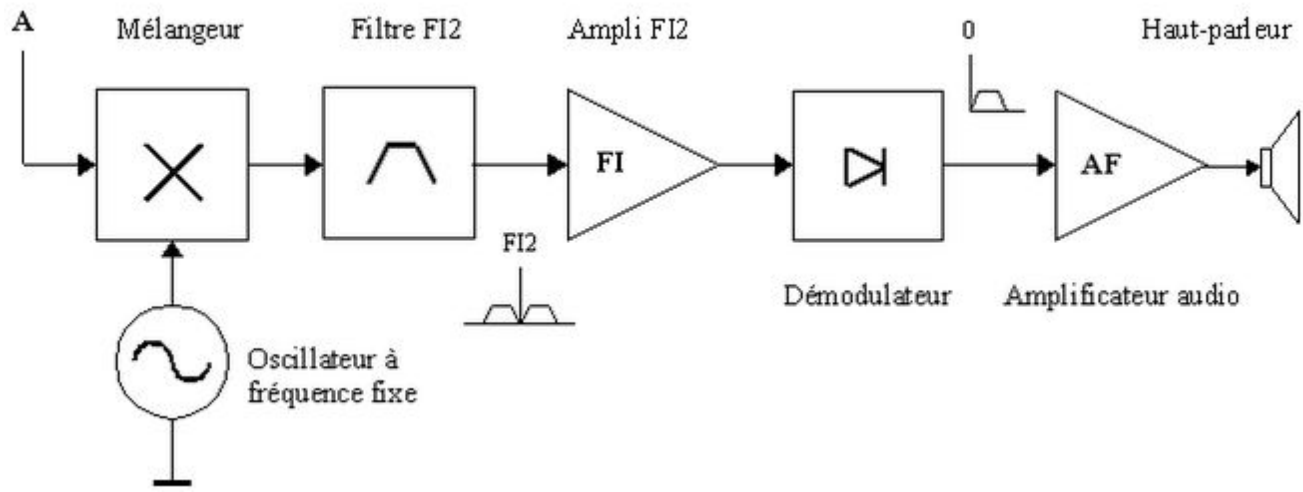 A
Mélangeur
Filtre FI2
Ampli FI2
0
Haut-parleur
FI
AF
FI2
Démodulateur
Amplificateur audio
Oscillateur à
fréquence fixe